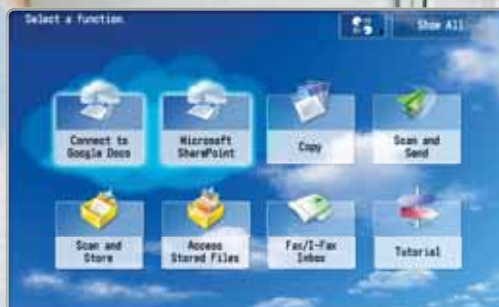 Select a function.
Show All
Connect to
Google Docs
Microsoft
SharePoint
Copy
Scan and
Send
Scan and
Store
Access
Stored Files
Fax/I-Fax
Inbox
Tutorial